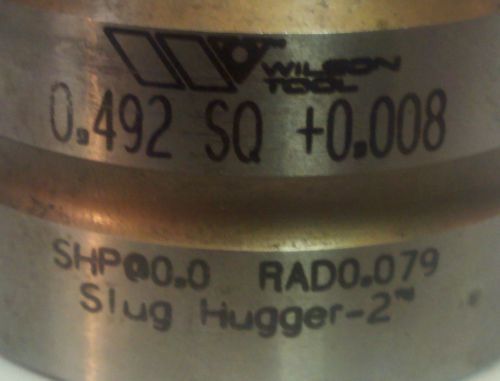 WILSON
TOOL
0.492 SQ +0.008
SHP@0.0 RAD0.079
Slug Hugger-2™